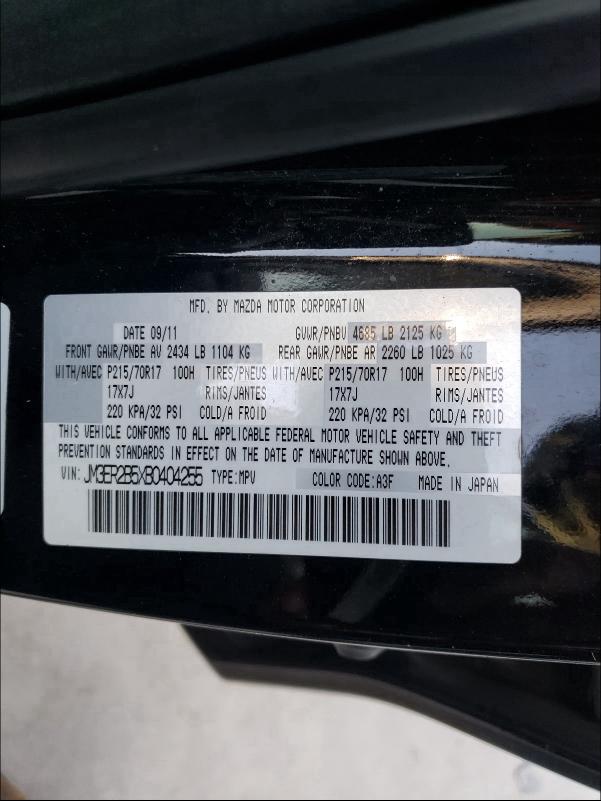 MFD. BY MAZDA MOTOR CORPORATION
DATE 09/11 GVWR/PNBV 4685 LB 2125 KG
FRONT GAWR/PNBE AV 2434 LB 1104 KG REAR GAWR/PNBE AR 2260 LB 1025 KG
WITH/AVEC P215/70R17 100H TIRES/PNEUS WITH/AVEC P215/70R17 100H TIRES/PNEUS
17X7J RIMS/JANTES 17X7J RIMS/JANTES
220 KPA/32 PSI COLD/A FROID 220 KPA/32 PSI COLD/A FROID
THIS VEHICLE CONFORMS TO ALL APPLICABLE FEDERAL MOTOR VEHICLE SAFETY AND THEFT
PREVENTION STANDARDS IN EFFECT ON THE DATE OF MANUFACTURE SHOWN ABOVE.
VIN: JM3ER2B5XB0404255 TYPE:MPV COLOR CODE:A3F MADE IN JAPAN